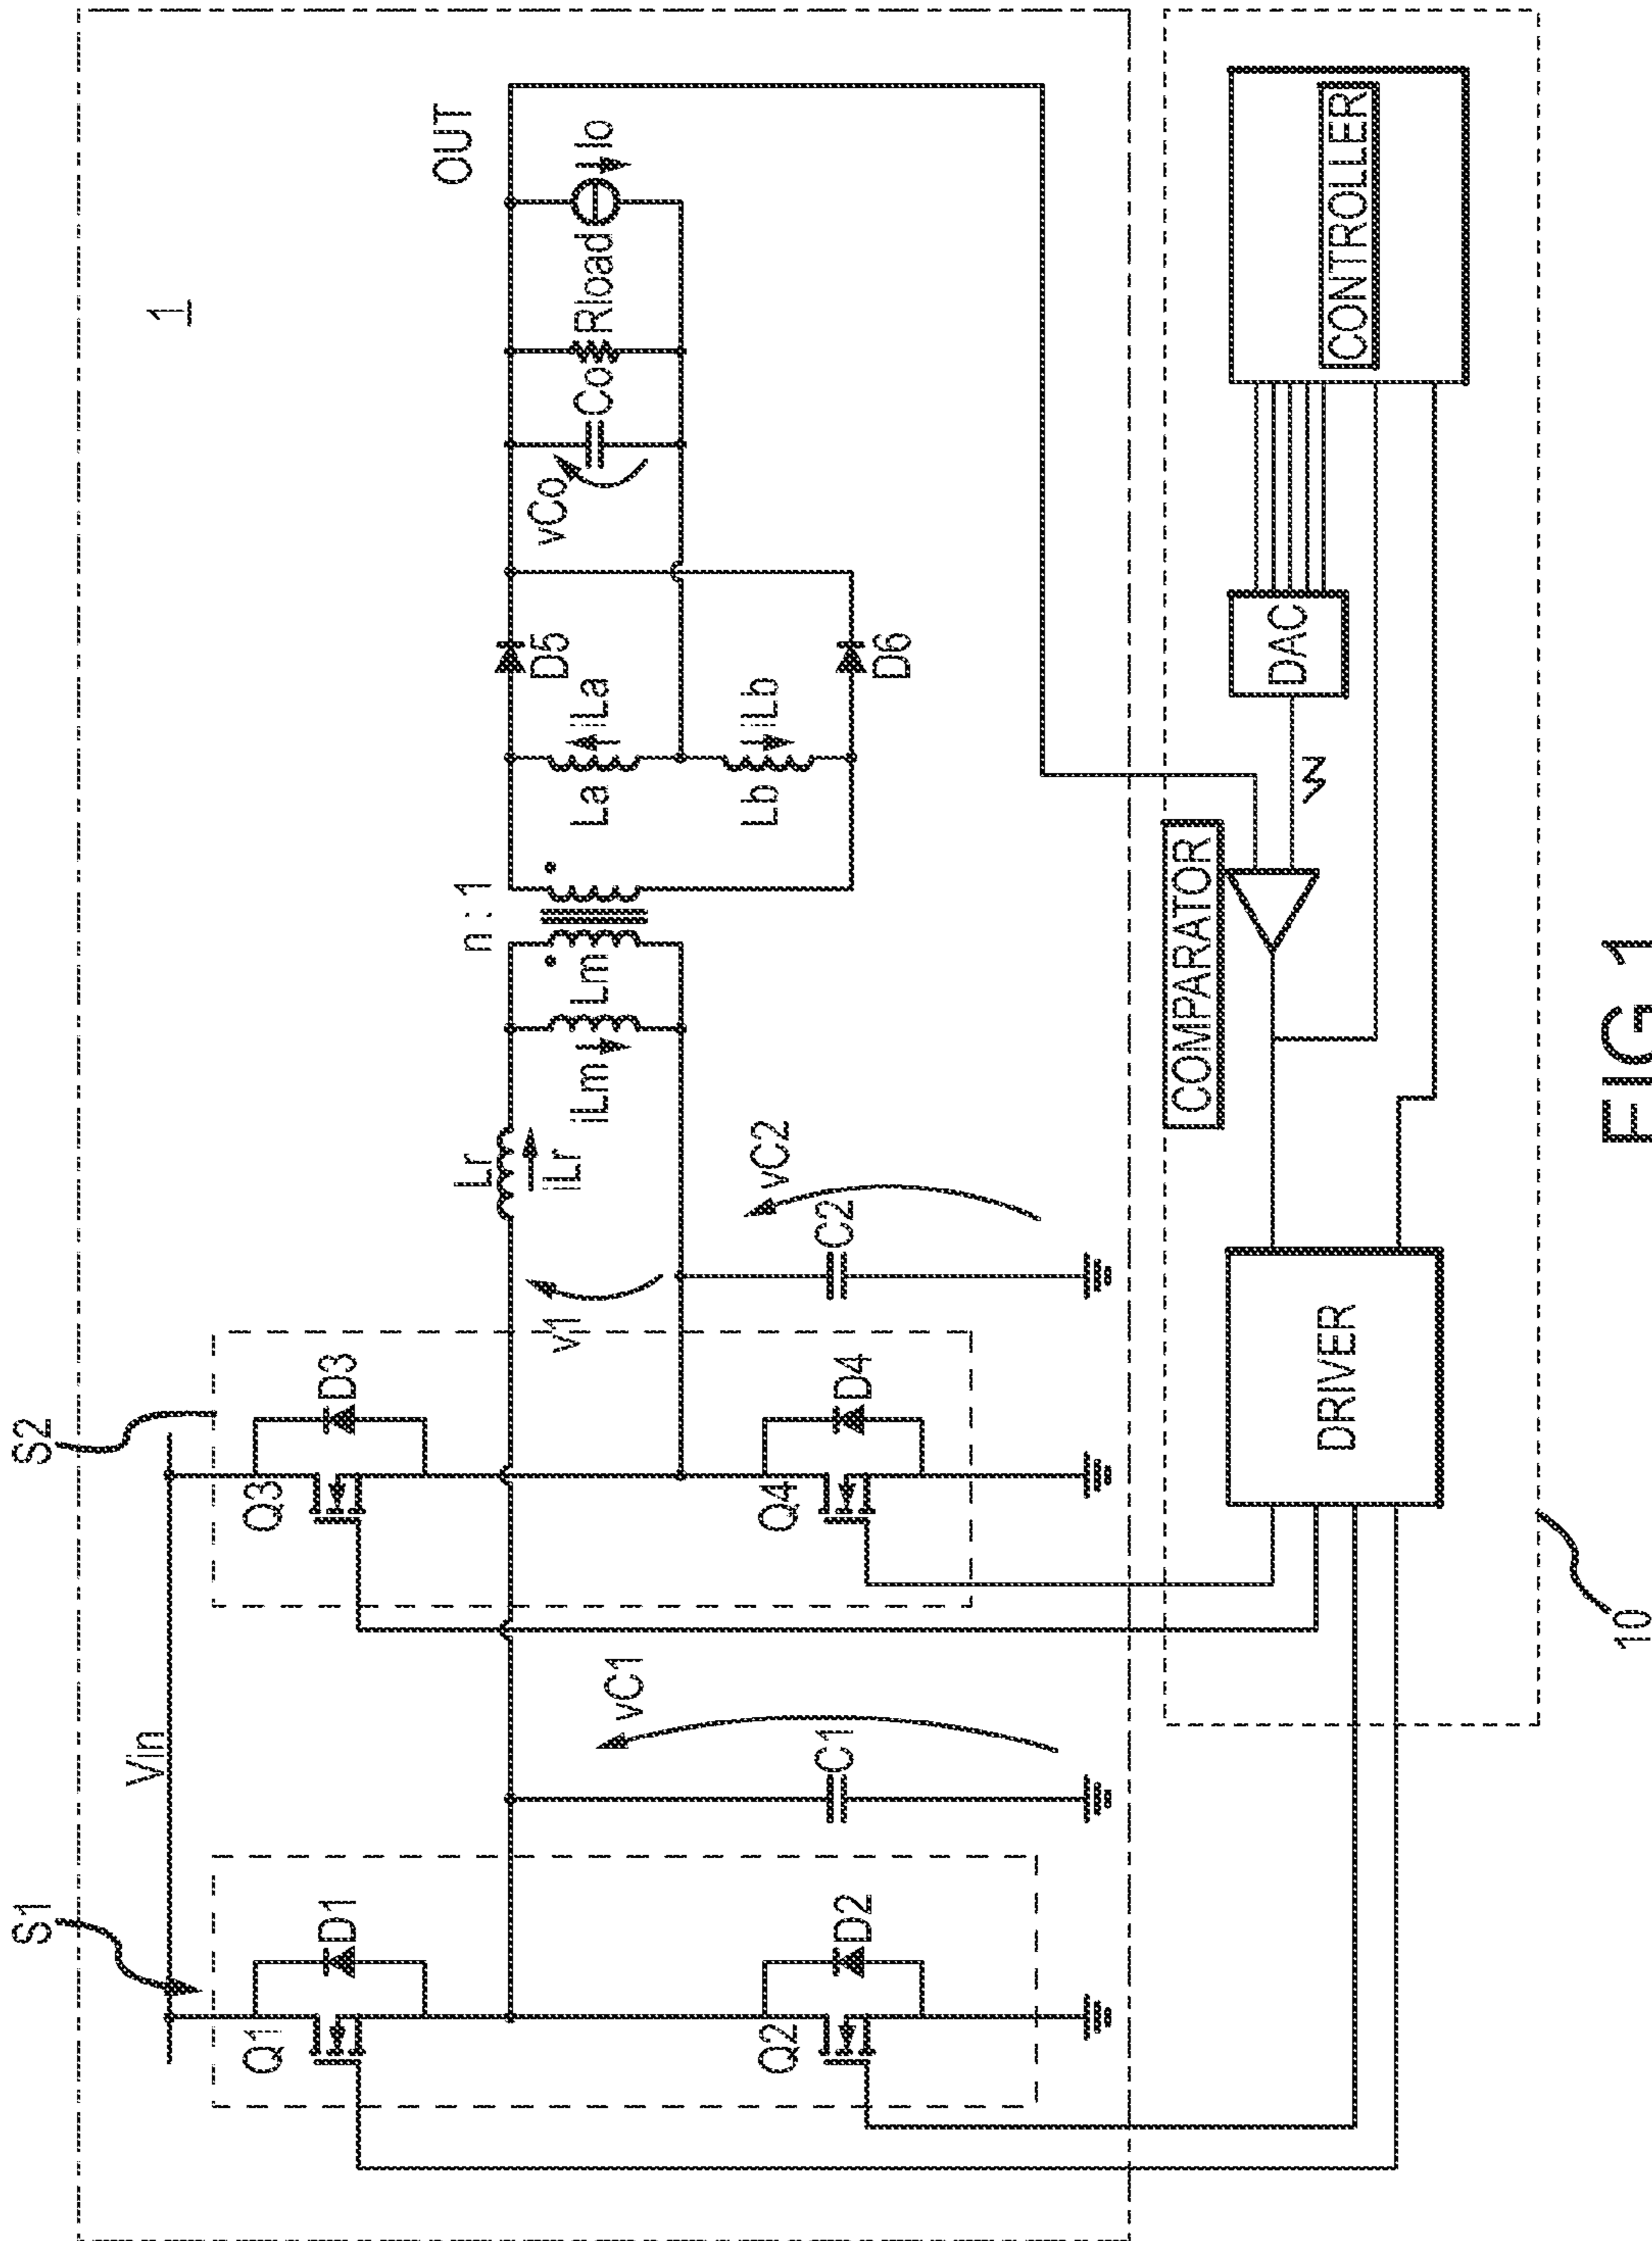 1
S1
S2
Vin
OUT
Q1
D1
Q3
D3
Q2
D2
Q4
D4
C1
vC1
v1
C2
vC2
Lr
iLr
iLm
Lm
n : 1
La
iLa
Lb
iLb
D5
D6
vCo
Co
Rload
Io
COMPARATOR
DRIVER
DAC
CONTROLLER
10
FIG 1